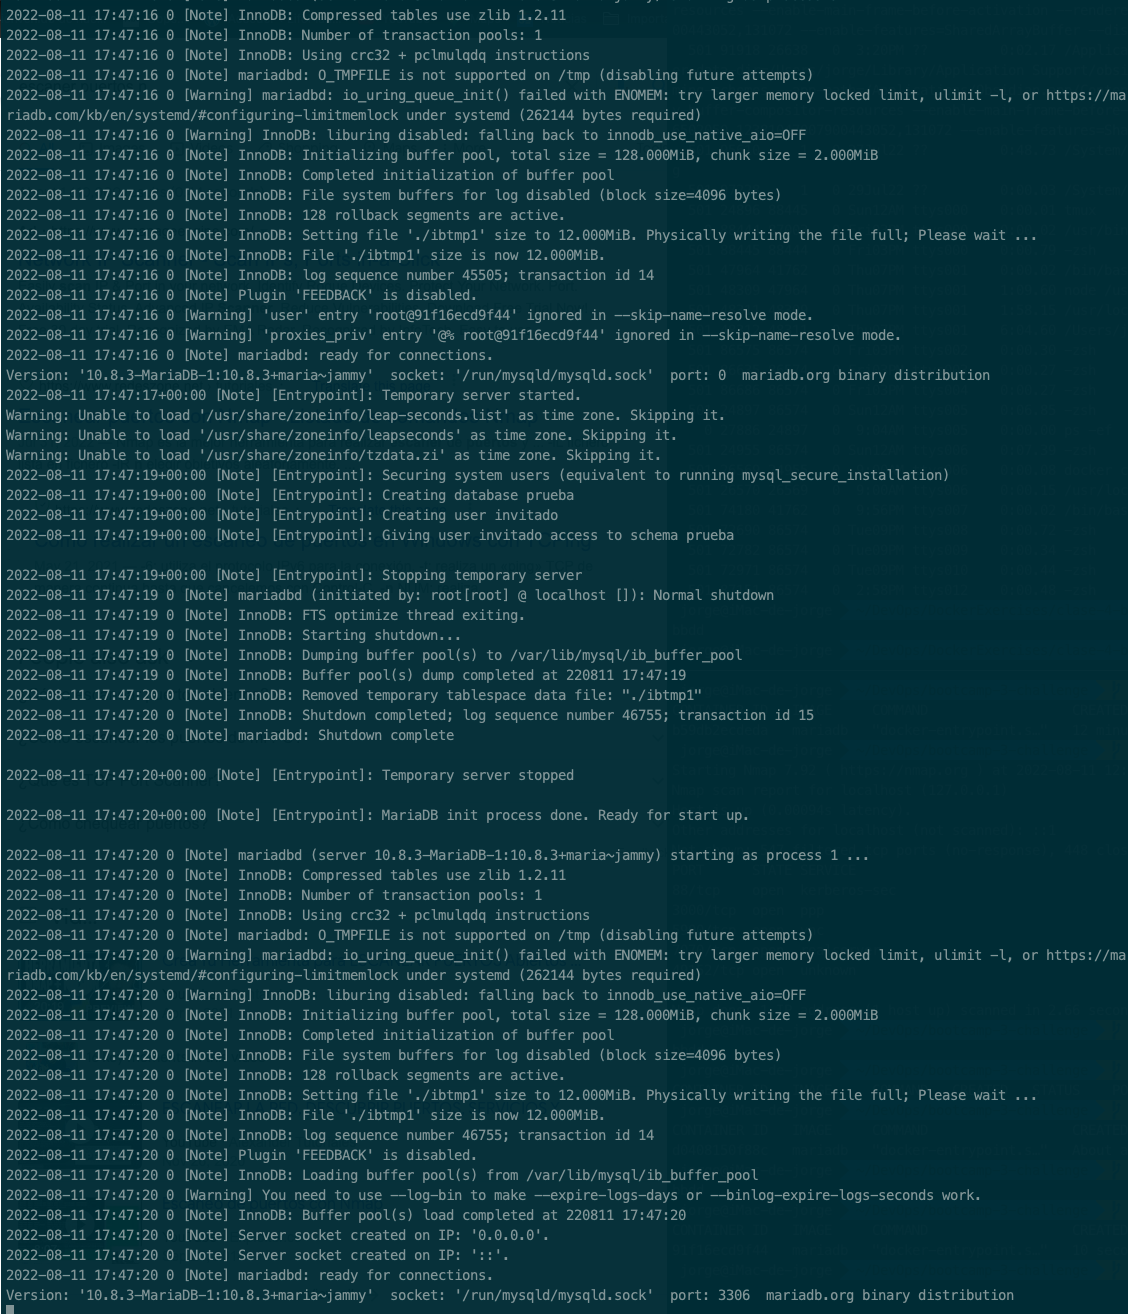 2022-08-11 17:47:16 0 [Note] InnoDB: Compressed tables use zlib 1.2.11
2022-08-11 17:47:16 0 [Note] InnoDB: Number of transaction pools: 1
2022-08-11 17:47:16 0 [Note] InnoDB: Using crc32 + pclmulqdq instructions
2022-08-11 17:47:16 0 [Note] mariadbd: O_TMPFILE is not supported on /tmp (disabling future attempts)
2022-08-11 17:47:16 0 [Warning] mariadbd: io_uring_queue_init() failed with ENOMEM: try larger memory locked limit, ulimit -l, or https://ma
riadb.com/kb/en/systemd/#configuring-limitmemlock under systemd (262144 bytes required)
2022-08-11 17:47:16 0 [Warning] InnoDB: liburing disabled: falling back to innodb_use_native_aio=OFF
2022-08-11 17:47:16 0 [Note] InnoDB: Initializing buffer pool, total size = 128.000MiB, chunk size = 2.000MiB
2022-08-11 17:47:16 0 [Note] InnoDB: Completed initialization of buffer pool
2022-08-11 17:47:16 0 [Note] InnoDB: File system buffers for log disabled (block size=4096 bytes)
2022-08-11 17:47:16 0 [Note] InnoDB: 128 rollback segments are active.
2022-08-11 17:47:16 0 [Note] InnoDB: Setting file './ibtmp1' size to 12.000MiB. Physically writing the file full; Please wait ...
2022-08-11 17:47:16 0 [Note] InnoDB: File './ibtmp1' size is now 12.000MiB.
2022-08-11 17:47:16 0 [Note] InnoDB: log sequence number 45505; transaction id 14
2022-08-11 17:47:16 0 [Note] Plugin 'FEEDBACK' is disabled.
2022-08-11 17:47:16 0 [Warning] 'user' entry 'root@91f16ecd9f44' ignored in --skip-name-resolve mode.
2022-08-11 17:47:16 0 [Warning] 'proxies_priv' entry '@% root@91f16ecd9f44' ignored in --skip-name-resolve mode.
2022-08-11 17:47:16 0 [Note] mariadbd: ready for connections.
Version: '10.8.3-MariaDB-1:10.8.3+maria~jammy'  socket: '/run/mysqld/mysqld.sock'  port: 0  mariadb.org binary distribution
2022-08-11 17:47:17+00:00 [Note] [Entrypoint]: Temporary server started.
Warning: Unable to load '/usr/share/zoneinfo/leap-seconds.list' as time zone. Skipping it.
Warning: Unable to load '/usr/share/zoneinfo/leapseconds' as time zone. Skipping it.
Warning: Unable to load '/usr/share/zoneinfo/tzdata.zi' as time zone. Skipping it.
2022-08-11 17:47:19+00:00 [Note] [Entrypoint]: Securing system users (equivalent to running mysql_secure_installation)
2022-08-11 17:47:19+00:00 [Note] [Entrypoint]: Creating database prueba
2022-08-11 17:47:19+00:00 [Note] [Entrypoint]: Creating user invitado
2022-08-11 17:47:19+00:00 [Note] [Entrypoint]: Giving user invitado access to schema prueba
2022-08-11 17:47:19+00:00 [Note] [Entrypoint]: Stopping temporary server
2022-08-11 17:47:19 0 [Note] mariadbd (initiated by: root[root] @ localhost []): Normal shutdown
2022-08-11 17:47:19 0 [Note] InnoDB: FTS optimize thread exiting.
2022-08-11 17:47:19 0 [Note] InnoDB: Starting shutdown...
2022-08-11 17:47:19 0 [Note] InnoDB: Dumping buffer pool(s) to /var/lib/mysql/ib_buffer_pool
2022-08-11 17:47:19 0 [Note] InnoDB: Buffer pool(s) dump completed at 220811 17:47:19
2022-08-11 17:47:20 0 [Note] InnoDB: Removed temporary tablespace data file: "./ibtmp1"
2022-08-11 17:47:20 0 [Note] InnoDB: Shutdown completed; log sequence number 46755; transaction id 15
2022-08-11 17:47:20 0 [Note] mariadbd: Shutdown complete
2022-08-11 17:47:20+00:00 [Note] [Entrypoint]: Temporary server stopped
2022-08-11 17:47:20+00:00 [Note] [Entrypoint]: MariaDB init process done. Ready for start up.
2022-08-11 17:47:20 0 [Note] mariadbd (server 10.8.3-MariaDB-1:10.8.3+maria~jammy) starting as process 1 ...
2022-08-11 17:47:20 0 [Note] InnoDB: Compressed tables use zlib 1.2.11
2022-08-11 17:47:20 0 [Note] InnoDB: Number of transaction pools: 1
2022-08-11 17:47:20 0 [Note] InnoDB: Using crc32 + pclmulqdq instructions
2022-08-11 17:47:20 0 [Note] mariadbd: O_TMPFILE is not supported on /tmp (disabling future attempts)
2022-08-11 17:47:20 0 [Warning] mariadbd: io_uring_queue_init() failed with ENOMEM: try larger memory locked limit, ulimit -l, or https://ma
riadb.com/kb/en/systemd/#configuring-limitmemlock under systemd (262144 bytes required)
2022-08-11 17:47:20 0 [Warning] InnoDB: liburing disabled: falling back to innodb_use_native_aio=OFF
2022-08-11 17:47:20 0 [Note] InnoDB: Initializing buffer pool, total size = 128.000MiB, chunk size = 2.000MiB
2022-08-11 17:47:20 0 [Note] InnoDB: Completed initialization of buffer pool
2022-08-11 17:47:20 0 [Note] InnoDB: File system buffers for log disabled (block size=4096 bytes)
2022-08-11 17:47:20 0 [Note] InnoDB: 128 rollback segments are active.
2022-08-11 17:47:20 0 [Note] InnoDB: Setting file './ibtmp1' size to 12.000MiB. Physically writing the file full; Please wait ...
2022-08-11 17:47:20 0 [Note] InnoDB: File './ibtmp1' size is now 12.000MiB.
2022-08-11 17:47:20 0 [Note] InnoDB: log sequence number 46755; transaction id 14
2022-08-11 17:47:20 0 [Note] Plugin 'FEEDBACK' is disabled.
2022-08-11 17:47:20 0 [Note] InnoDB: Loading buffer pool(s) from /var/lib/mysql/ib_buffer_pool
2022-08-11 17:47:20 0 [Warning] You need to use --log-bin to make --expire-logs-days or --binlog-expire-logs-seconds work.
2022-08-11 17:47:20 0 [Note] InnoDB: Buffer pool(s) load completed at 220811 17:47:20
2022-08-11 17:47:20 0 [Note] Server socket created on IP: '0.0.0.0'.
2022-08-11 17:47:20 0 [Note] Server socket created on IP: '::'.
2022-08-11 17:47:20 0 [Note] mariadbd: ready for connections.
Version: '10.8.3-MariaDB-1:10.8.3+maria~jammy'  socket: '/run/mysqld/mysqld.sock'  port: 3306  mariadb.org binary distribution